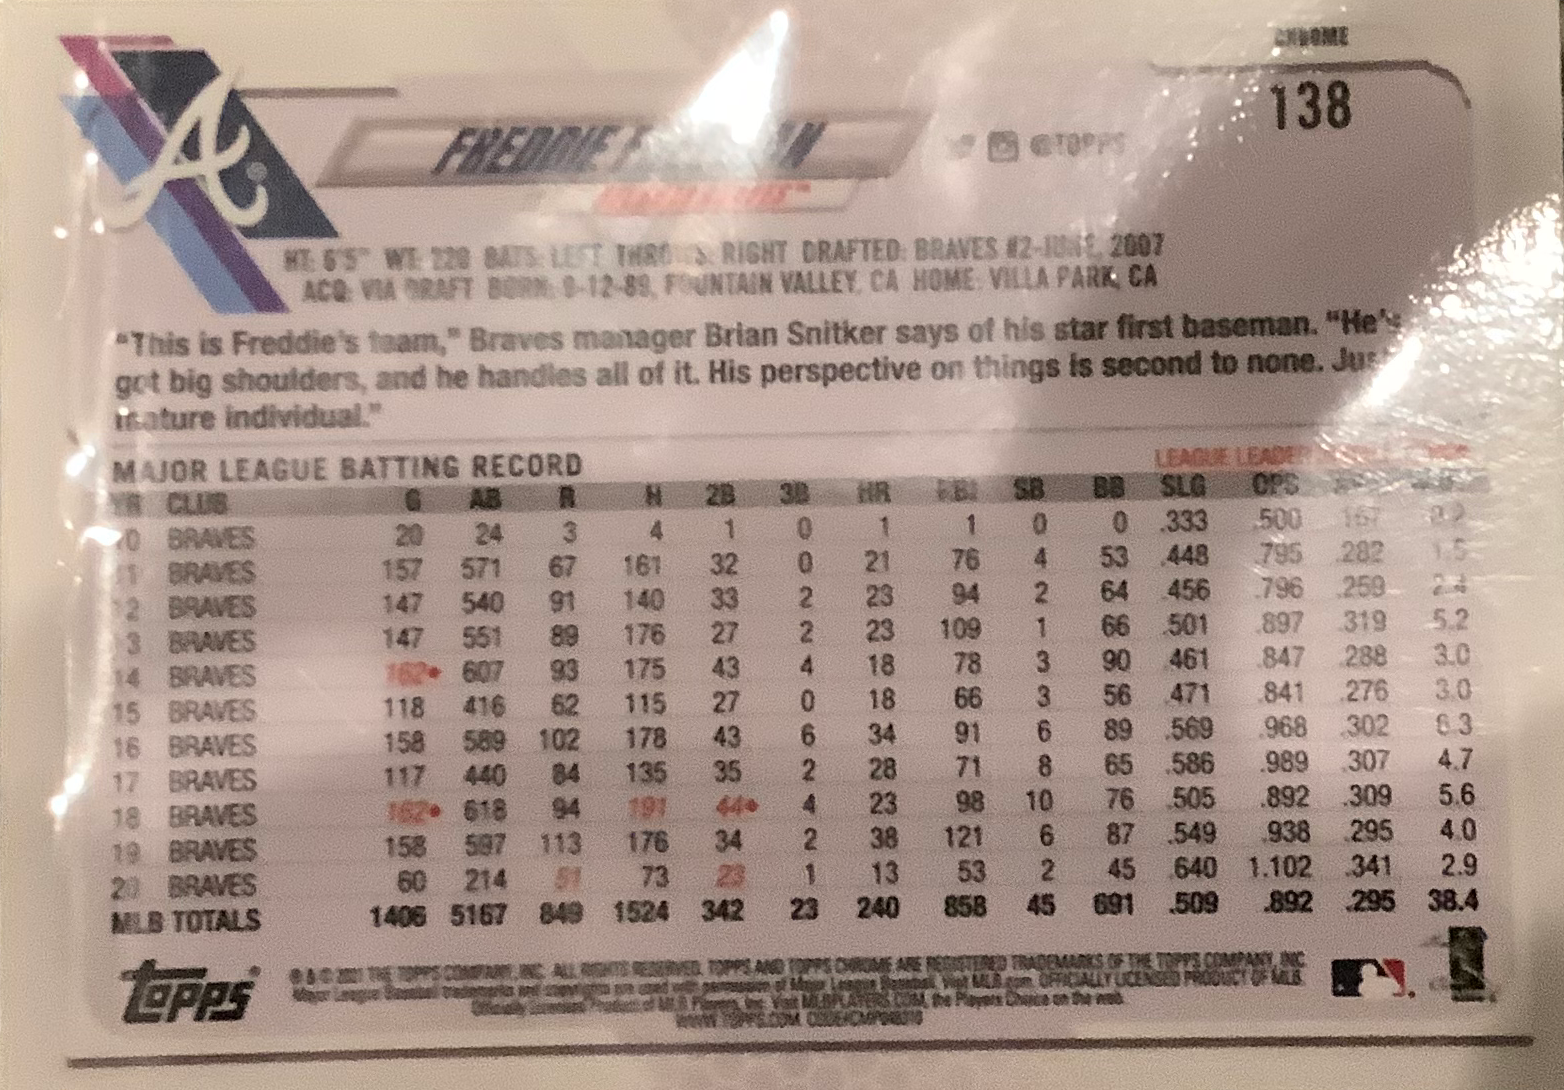 CHROME
138
FREDDIE
@TOPPS
HT: 6'5" WT: 220 BATS: LEFT THROWS: RIGHT DRAFTED: BRAVES #2-JUNE, 2007
ACQ: VIA DRAFT BORN: 9-12-89, FOUNTAIN VALLEY, CA HOME: VILLA PARK, CA
"This is Freddie's team," Braves manager Brian Snitker says of his star first baseman. "He's
got big shoulders, and he handles all of it. His perspective on things is second to none.
mature individual."
MAJOR LEAGUE BATTING RECORD
LEAGUE LEADER
YR CLUB G AB R H 2B 3B HR RBI SB BB SLG OPS
10 BRAVES 20 24 3 4 1 0 1 1 0 0 .333 .500 .167
11 BRAVES 157 571 67 161 32 0 21 76 4 53 .448 .795 .282 1.5
12 BRAVES 147 540 91 140 33 2 23 94 2 64 .456 .796 .259 2.4
13 BRAVES 147 551 89 176 27 2 23 109 1 66 .501 .897 .319 5.2
14 BRAVES 162• 607 93 175 43 4 18 78 3 90 .461 .847 .288 3.0
15 BRAVES 118 416 62 115 27 0 18 66 3 56 .471 .841 .276 3.0
16 BRAVES 158 589 102 178 43 6 34 91 6 89 .569 .968 .302 6.3
17 BRAVES 117 440 84 135 35 2 28 71 8 65 .586 .989 .307 4.7
18 BRAVES 162• 618 94 191 44• 4 23 98 10 76 .505 .892 .309 5.6
19 BRAVES 158 597 113 176 34 2 38 121 6 87 .549 .938 .295 4.0
20 BRAVES 60 214 51 73 23 1 13 53 2 45 .640 1.102 .341 2.9
MLB TOTALS 1406 5167 849 1524 342 23 240 858 45 691 .509 .892 .295 38.4
Topps
® & © 2021 THE TOPPS COMPANY, INC. ALL RIGHTS RESERVED. TOPPS AND TOPPS CHROME ARE REGISTERED TRADEMARKS OF THE TOPPS COMPANY, INC.
Major League Baseball trademarks and copyrights are used with permission of Major League Baseball. Visit MLB.com. OFFICIALLY LICENSED PRODUCT OF MLB.
Officially Licensed Product of MLB Players, Inc. Visit MLBPLAYERS.COM, the Players Choice on the web.
WWW.TOPPS.COM